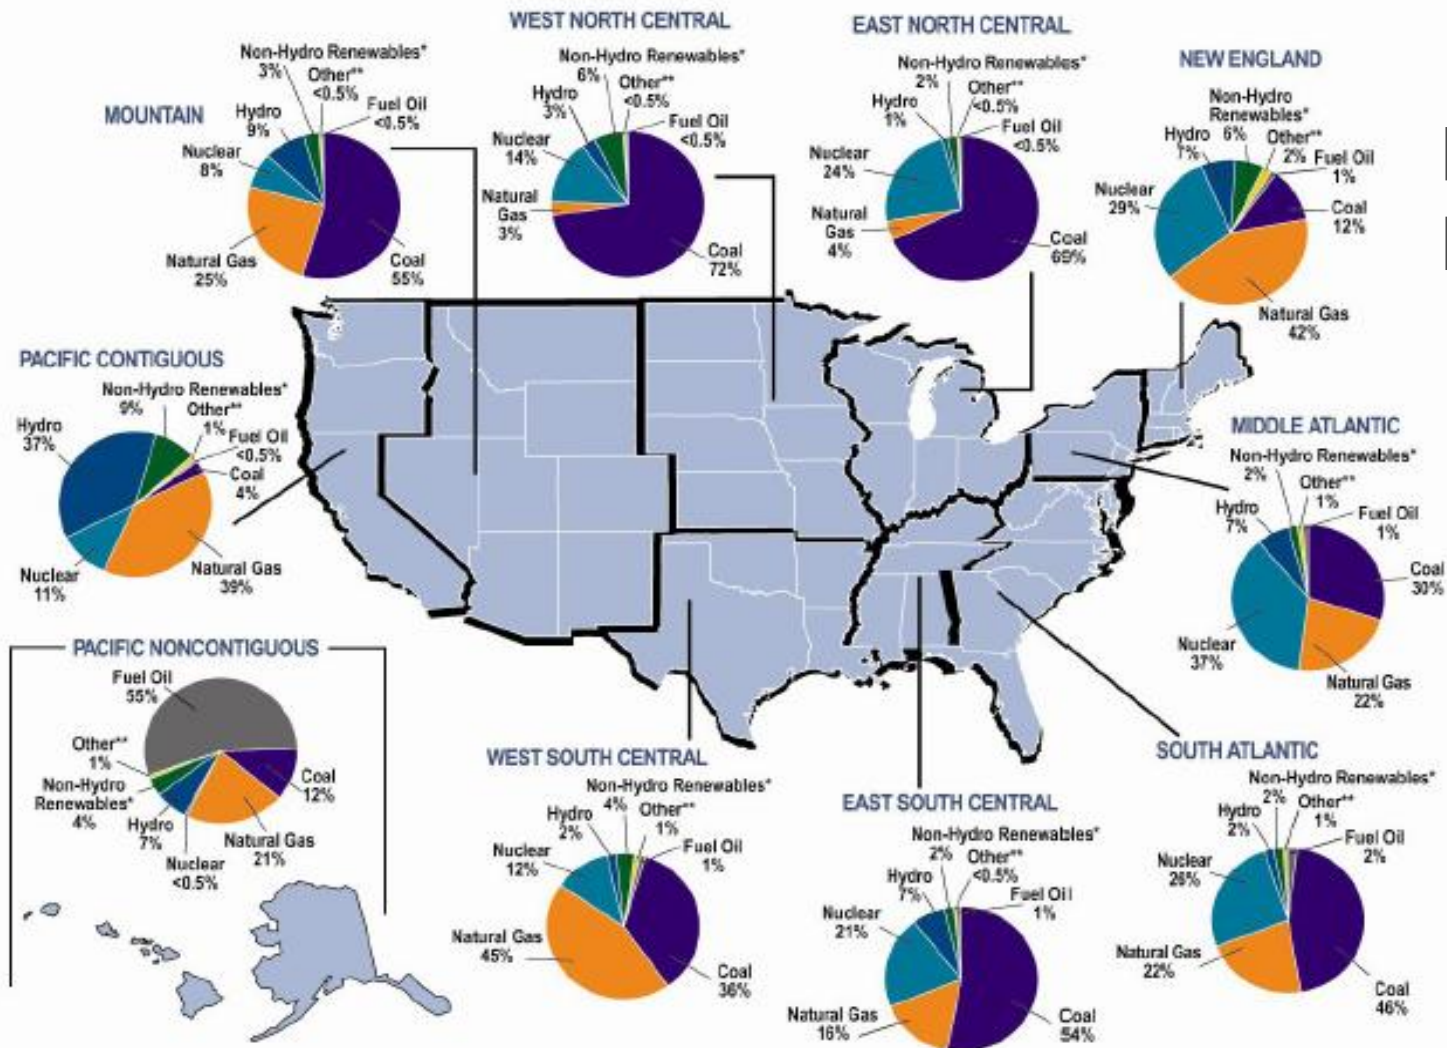 WEST NORTH CENTRAL
Non-Hydro Renewables*
6%
Other**
<0.5%
Hydro
3%
Fuel Oil
<0.5%
Nuclear
14%
Natural
Gas
3%
Coal
72%
EAST NORTH CENTRAL
Non-Hydro Renewables*
2%
Other**
<0.5%
Hydro
1%
Fuel Oil
<0.5%
Nuclear
24%
Natural
Gas
4%
Coal
69%
NEW ENGLAND
Non-Hydro
Renewables*
6%
Hydro
7%
Other**
2%
Fuel Oil
1%
Nuclear
29%
Coal
12%
Natural Gas
42%
MOUNTAIN
Non-Hydro Renewables*
3%
Other**
<0.5%
Hydro
9%
Fuel Oil
<0.5%
Nuclear
8%
Natural Gas
25%
Coal
55%
PACIFIC CONTIGUOUS
Non-Hydro Renewables*
9%
Other**
1%
Hydro
37%
Fuel Oil
<0.5%
Coal
4%
Nuclear
11%
Natural Gas
39%
MIDDLE ATLANTIC
Non-Hydro Renewables*
2%
Other**
1%
Hydro
7%
Fuel Oil
1%
Coal
30%
Nuclear
37%
Natural Gas
22%
PACIFIC NONCONTIGUOUS
Fuel Oil
55%
Other**
1%
Non-Hydro
Renewables*
4%
Hydro
7%
Nuclear
<0.5%
Natural Gas
21%
Coal
12%
WEST SOUTH CENTRAL
Non-Hydro Renewables*
4%
Other**
1%
Hydro
2%
Fuel Oil
1%
Nuclear
12%
Natural Gas
45%
Coal
36%
EAST SOUTH CENTRAL
Non-Hydro Renewables*
2%
Other**
<0.5%
Hydro
7%
Fuel Oil
1%
Nuclear
21%
Natural Gas
16%
Coal
54%
SOUTH ATLANTIC
Non-Hydro Renewables*
2%
Other**
1%
Hydro
2%
Fuel Oil
2%
Nuclear
26%
Natural Gas
22%
Coal
46%